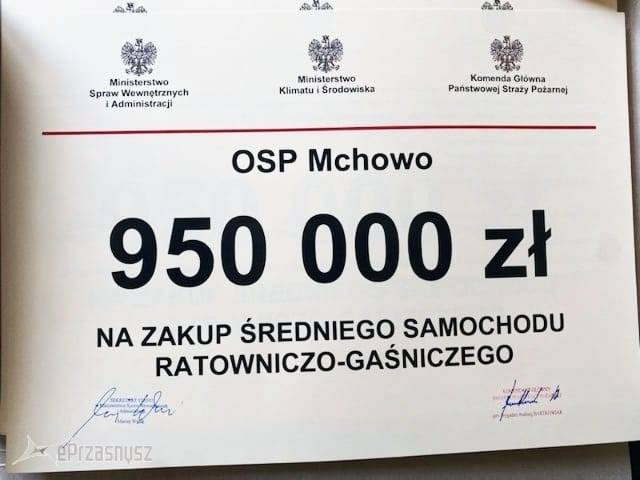 Ministerstwo
Spraw Wewnętrznych
i Administracji
Ministerstwo
Klimatu i Środowiska
Komenda Główna
Państwowej Straży Pożarnej
OSP Mchowo
950 000 zł
NA ZAKUP ŚREDNIEGO SAMOCHODU
RATOWNICZO-GAŚNICZEGO
ePrzasnysz